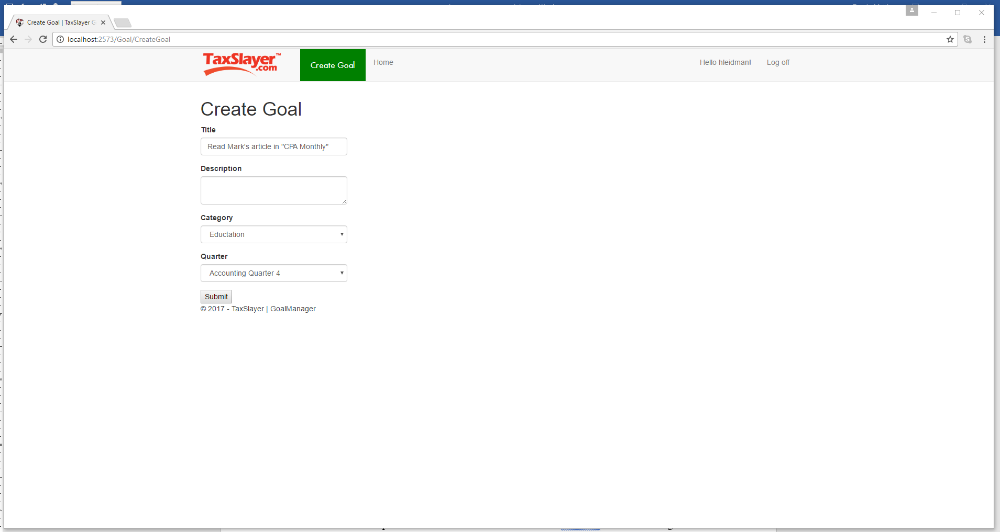 Create Goal | TaxSlayer G
localhost:2573/Goal/CreateGoal
TaxSlayer™
.com
Create Goal
Home
Hello hleidman!
Log off
Create Goal
Title
Read Mark's article in "CPA Monthly"
Description
Category
Eductation
Quarter
Accounting Quarter 4
Submit
© 2017 - TaxSlayer | GoalManager